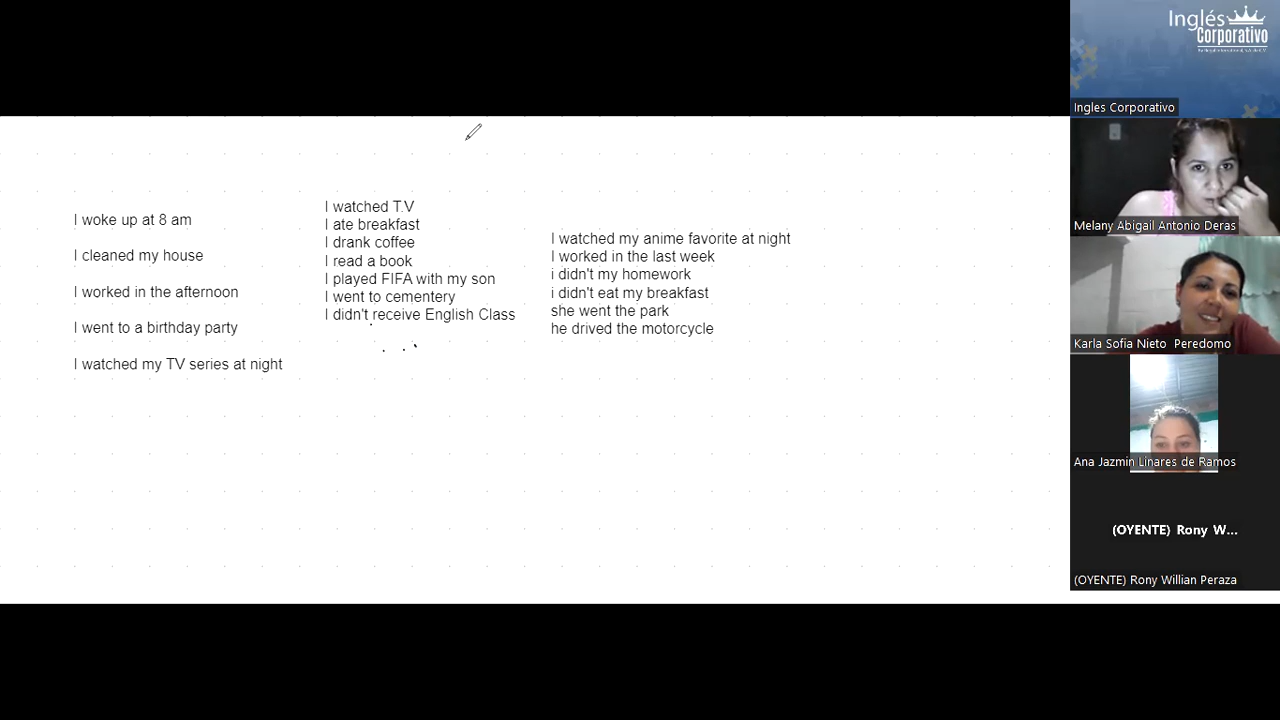 I woke up at 8 am
I cleaned my house
I worked in the afternoon
I went to a birthday party
I watched my TV series at night
I watched T.V
I ate breakfast
I drank coffee
I read a book
I played FIFA with my son
I went to cementery
I didn't receive English Class
I watched my anime favorite at night
I worked in the last week
i didn't my homework
i didn't eat my breakfast
she went the park
he drived the motorcycle
Inglés
Corporativo
Ingles Corporativo
Melany Abigail Antonio Deras
Karla Sofia Nieto Peredomo
Ana Jazmin Linares de Ramos
(OYENTE) Rony W...
(OYENTE) Rony Willian Peraza